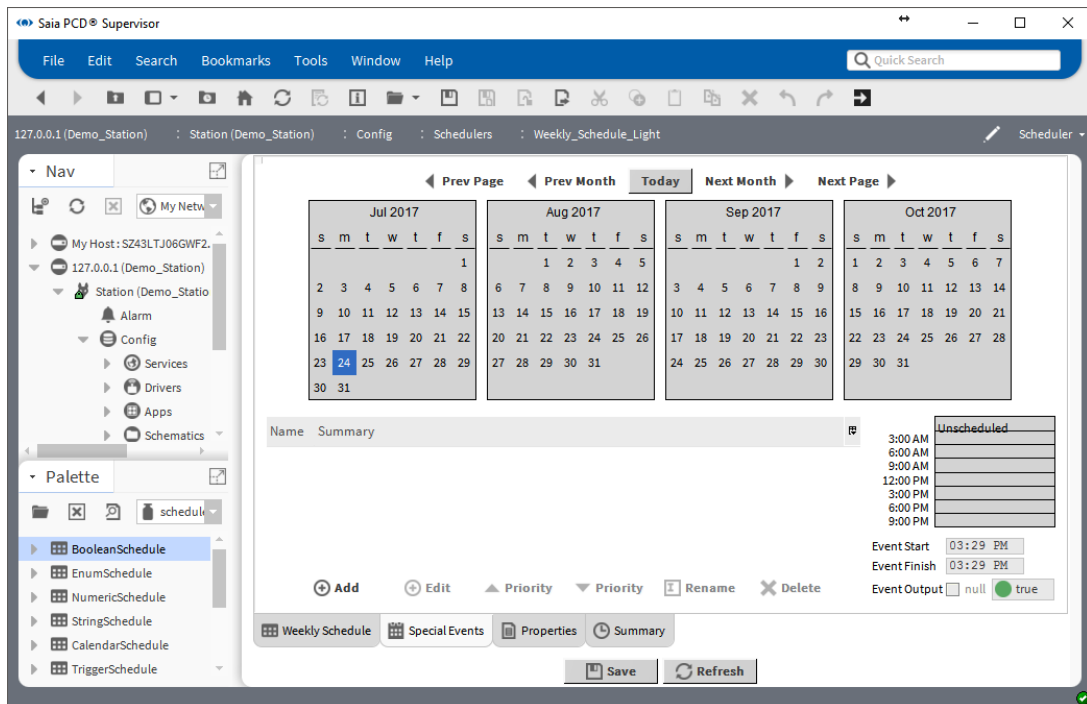 Saia PCD® Supervisor
File Edit Search Bookmarks Tools Window Help Quick Search
127.0.0.1 (Demo_Station) : Station (Demo_Station) : Config : Schedulers : Weekly_Schedule_Light Scheduler
Nav
My Netw
My Host : SZ43LTJ06GWF2.
127.0.0.1 (Demo_Station)
Station (Demo_Statio
Alarm
Config
Services
Drivers
Apps
Schematics
Palette
schedule
BooleanSchedule
EnumSchedule
NumericSchedule
StringSchedule
CalendarSchedule
TriggerSchedule
Prev Page Prev Month Today Next Month Next Page
Jul 2017
s m t w t f s
1
2 3 4 5 6 7 8
9 10 11 12 13 14 15
16 17 18 19 20 21 22
23 24 25 26 27 28 29
30 31
Aug 2017
s m t w t f s
1 2 3 4 5
6 7 8 9 10 11 12
13 14 15 16 17 18 19
20 21 22 23 24 25 26
27 28 29 30 31
Sep 2017
s m t w t f s
1 2
3 4 5 6 7 8 9
10 11 12 13 14 15 16
17 18 19 20 21 22 23
24 25 26 27 28 29 30
Oct 2017
s m t w t f s
1 2 3 4 5 6 7
8 9 10 11 12 13 14
15 16 17 18 19 20 21
22 23 24 25 26 27 28
29 30 31
Name Summary
Unscheduled
3:00 AM
6:00 AM
9:00 AM
12:00 PM
3:00 PM
6:00 PM
9:00 PM
Event Start 03:29 PM
Event Finish 03:29 PM
Event Output null true
Add Edit Priority Priority Rename Delete
Weekly Schedule Special Events Properties Summary
Save Refresh